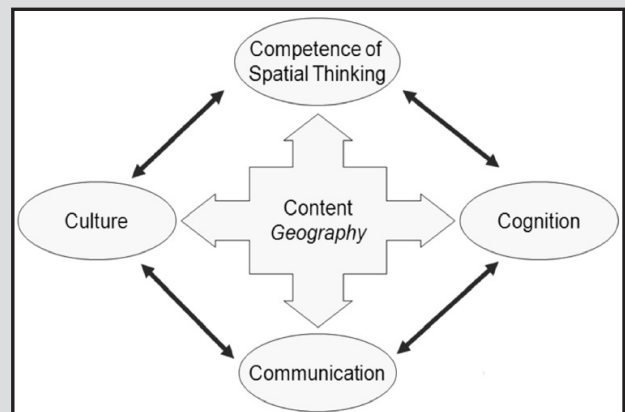 Competence of
Spatial Thinking
Culture
Content
Geography
Cognition
Communication